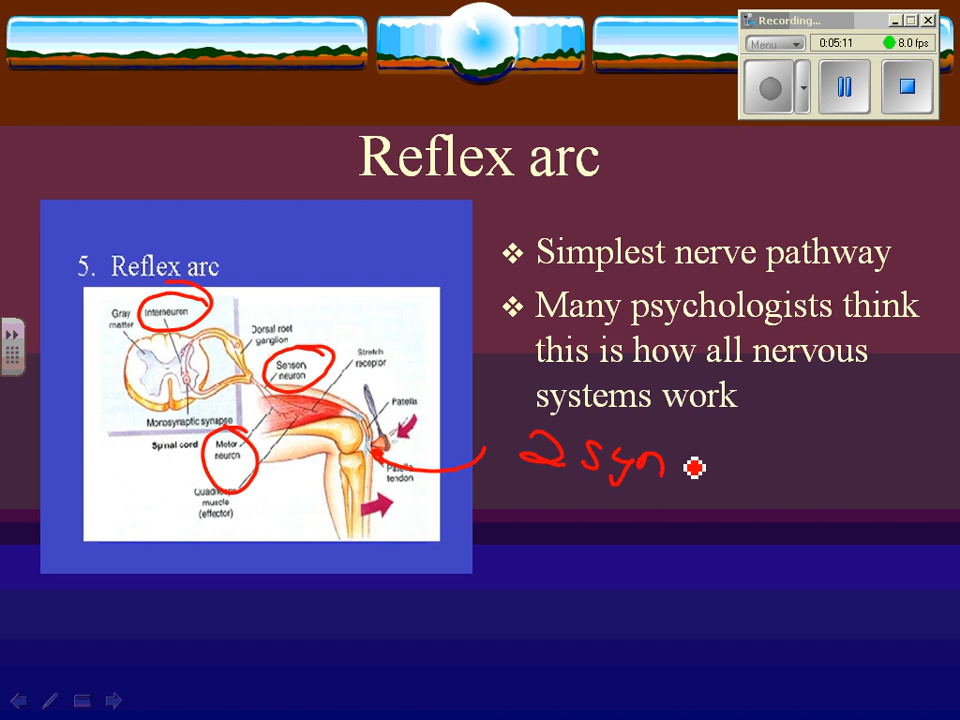 Recording...
Menu
0:05:11
8.0 fps
Reflex arc
❖ Simplest nerve pathway
❖ Many psychologists think
this is how all nervous
systems work
2 syn
5. Reflex arc
Gray
matter
Interneuron
Dorsal root
ganglion
Sensory
neuron
Stretch
receptor
Patella
Monosynaptic synapse
Spinal cord
Motor
neuron
Patella
tendon
Quadriceps
muscle
(effector)